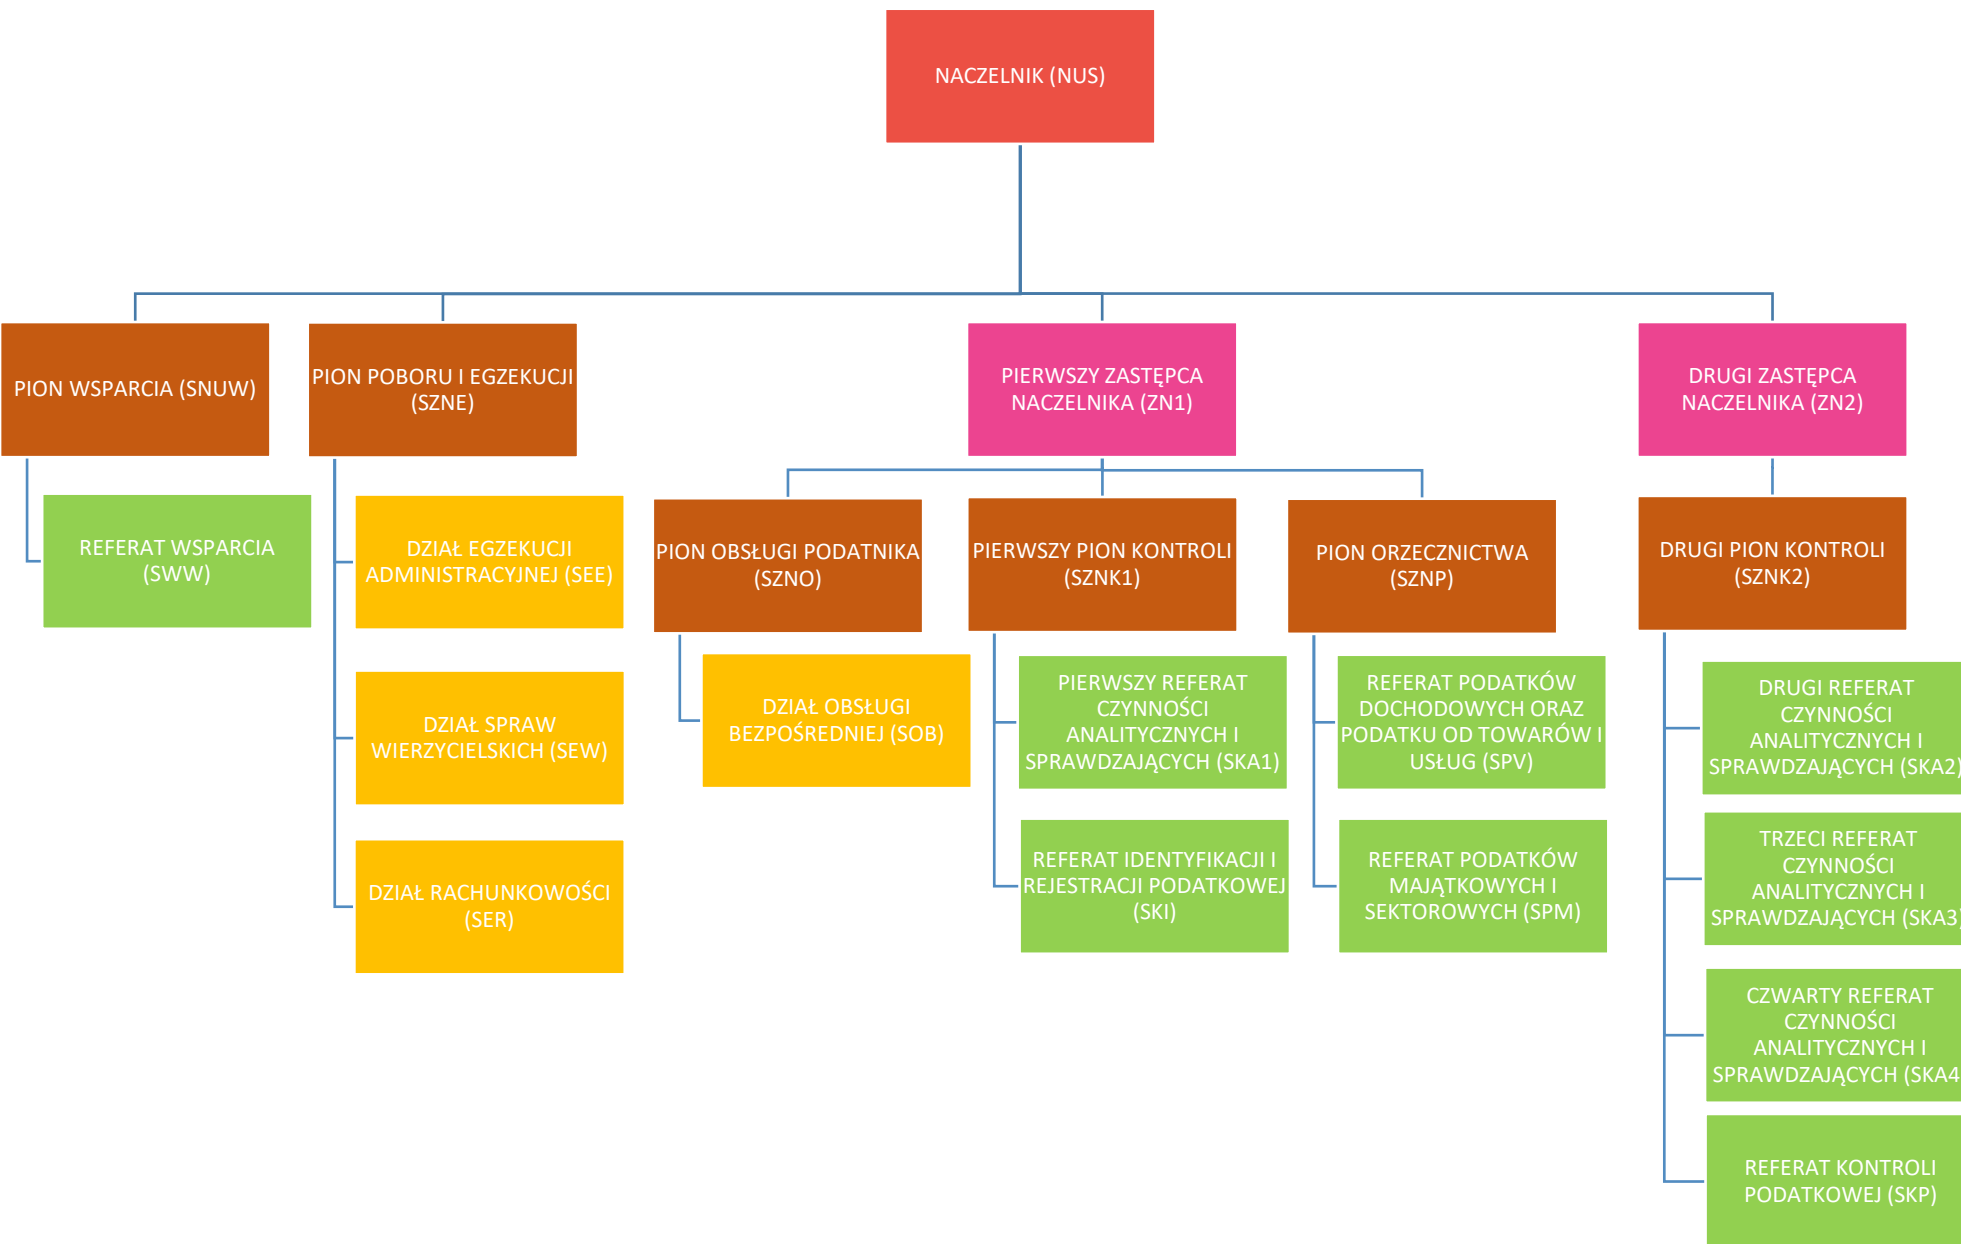 NACZELNIK (NUS)
PION WSPARCIA (SNUW)
PION POBORU I EGZEKUCJI
(SZNE)
PIERWSZY ZASTĘPCA
NACZELNIKA (ZN1)
DRUGI ZASTĘPCA
NACZELNIKA (ZN2)
REFERAT WSPARCIA
(SWW)
DZIAŁ EGZEKUCJI
ADMINISTRACYJNEJ (SEE)
DZIAŁ SPRAW
WIERZYCIELSKICH (SEW)
DZIAŁ RACHUNKOWOŚCI
(SER)
PION OBSŁUGI PODATNIKA
(SZNO)
DZIAŁ OBSŁUGI
BEZPOŚREDNIEJ (SOB)
PIERWSZY PION KONTROLI
(SZNK1)
PIERWSZY REFERAT
CZYNNOŚCI
ANALITYCZNYCH I
SPRAWDZAJĄCYCH (SKA1)
REFERAT IDENTYFIKACJI I
REJESTRACJI PODATKOWEJ
(SKI)
PION ORZECZNICTWA
(SZNP)
REFERAT PODATKÓW
DOCHODOWYCH ORAZ
PODATKU OD TOWARÓW I
USŁUG (SPV)
REFERAT PODATKÓW
MAJĄTKOWYCH I
SEKTOROWYCH (SPM)
DRUGI PION KONTROLI
(SZNK2)
DRUGI REFERAT
CZYNNOŚCI
ANALITYCZNYCH I
SPRAWDZAJĄCYCH (SKA2)
TRZECI REFERAT
CZYNNOŚCI
ANALITYCZNYCH I
SPRAWDZAJĄCYCH (SKA3)
CZWARTY REFERAT
CZYNNOŚCI
ANALITYCZNYCH I
SPRAWDZAJĄCYCH (SKA4
REFERAT KONTROLI
PODATKOWEJ (SKP)